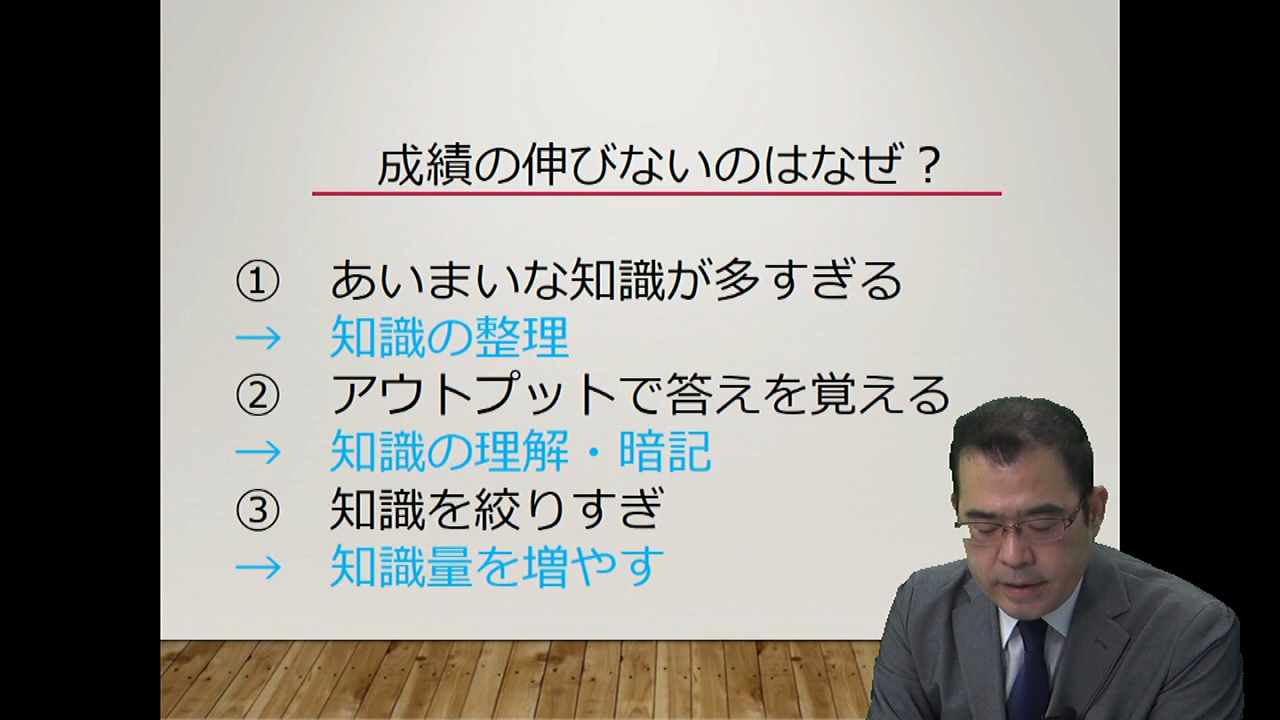 成績の伸びないのはなぜ？
① あいまいな知識が多すぎる
→ 知識の整理
② アウトプットで答えを覚える
→ 知識の理解・暗記
③ 知識を絞りすぎ
→ 知識量を増やす